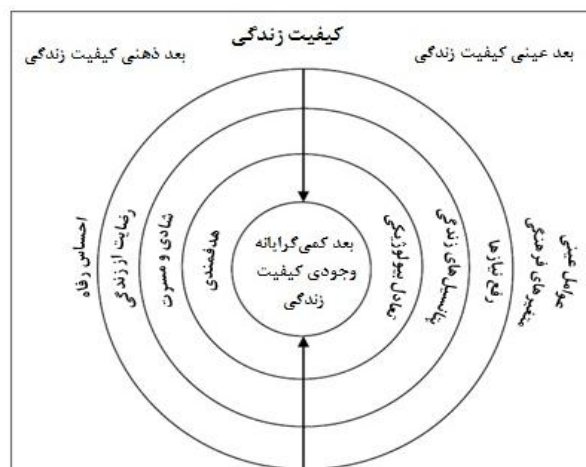 کیفیت زندگی
بعد عینی کیفیت زندگی
بعد ذهنی کیفیت زندگی
عوامل عینی
متغیرهای فرهنگی
رفع نیازها
پتانسیل‌های زندگی
تعادل بیولوژیکی
بعد کمی‌گرایانه
وجودی کیفیت
زندگی
هدفمندی
شادی و مسرت
رضایت از زندگی
احساس رفاه